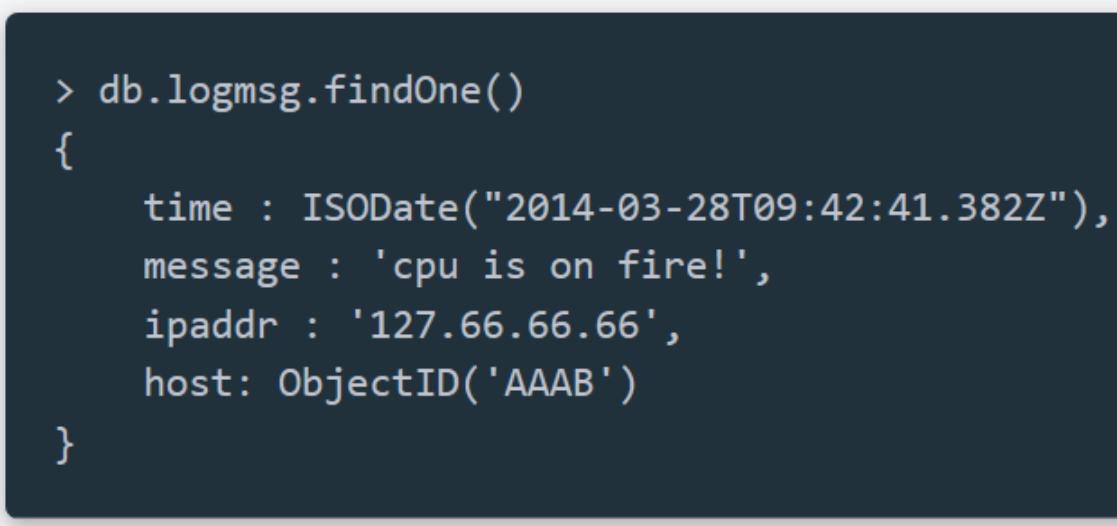 > db.logmsg.findOne()
{
time : ISODate("2014-03-28T09:42:41.382Z"),
message : 'cpu is on fire!',
ipaddr : '127.66.66.66',
host: ObjectID('AAAB')
}